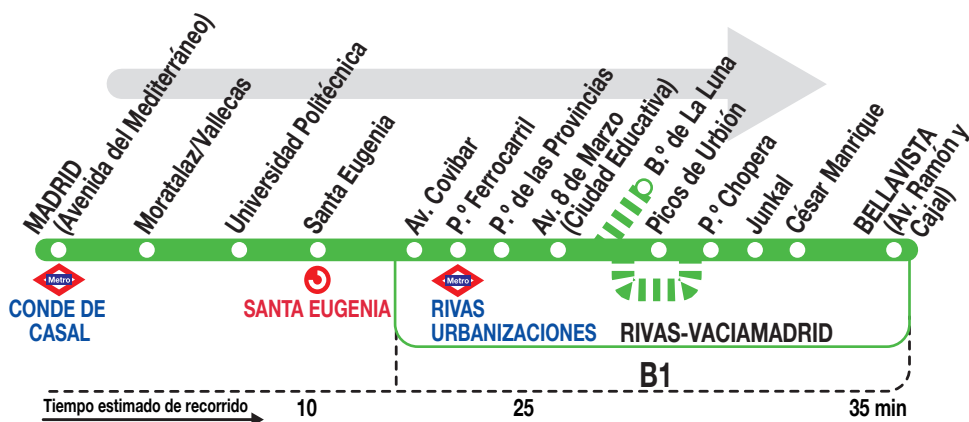 MADRID
(Avenida del Mediterráneo)
Moratalaz/Vallecas
Universidad Politécnica
Santa Eugenia
Av. Covibar
P.º Ferrocarril
P.º de las Provincias
Av. 8 de Marzo
(Ciudad Educativa)
B.º de La Luna
Picos de Urbión
P.º Chopera
Junkal
César Manrique
BELLAVISTA
(Av. Ramón y
Cajal)
Metro
CONDE DE
CASAL
SANTA EUGENIA
Metro
RIVAS
URBANIZACIONES
RIVAS-VACIAMADRID
B1
Tiempo estimado de recorrido
10
25
35 min